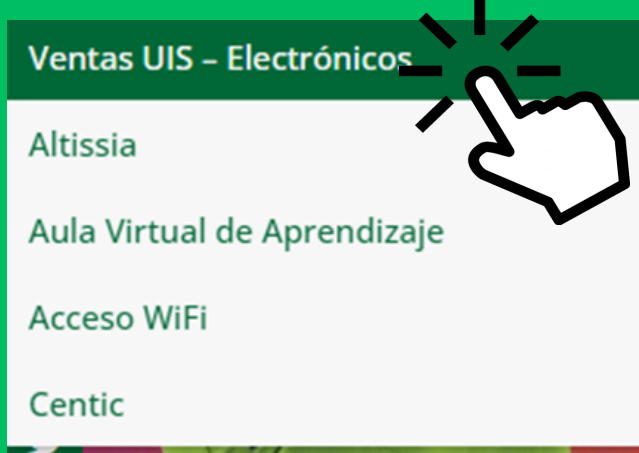 Ventas UIS – Electrónicos
Altissia
Aula Virtual de Aprendizaje
Acceso WiFi
Centic